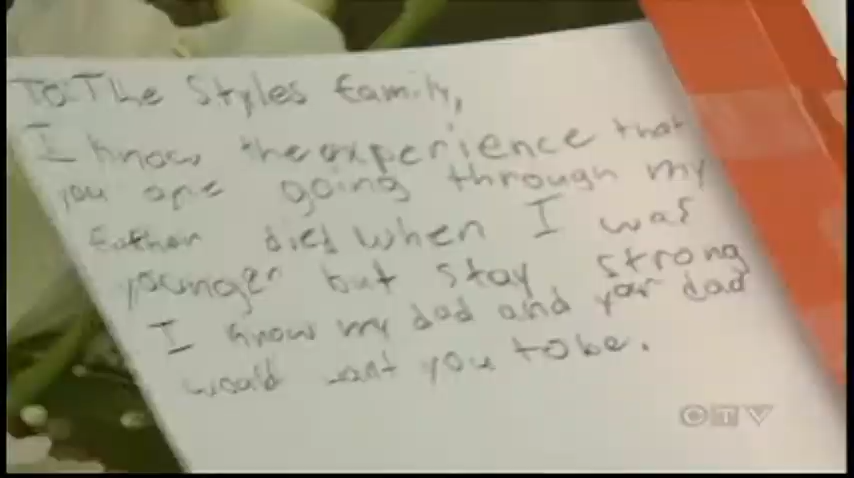 To The Styles Family,
I know the experience that
you are going through my
Father died when I was
younger but stay strong
I know my dad and your dad
would want you to be.
CTV